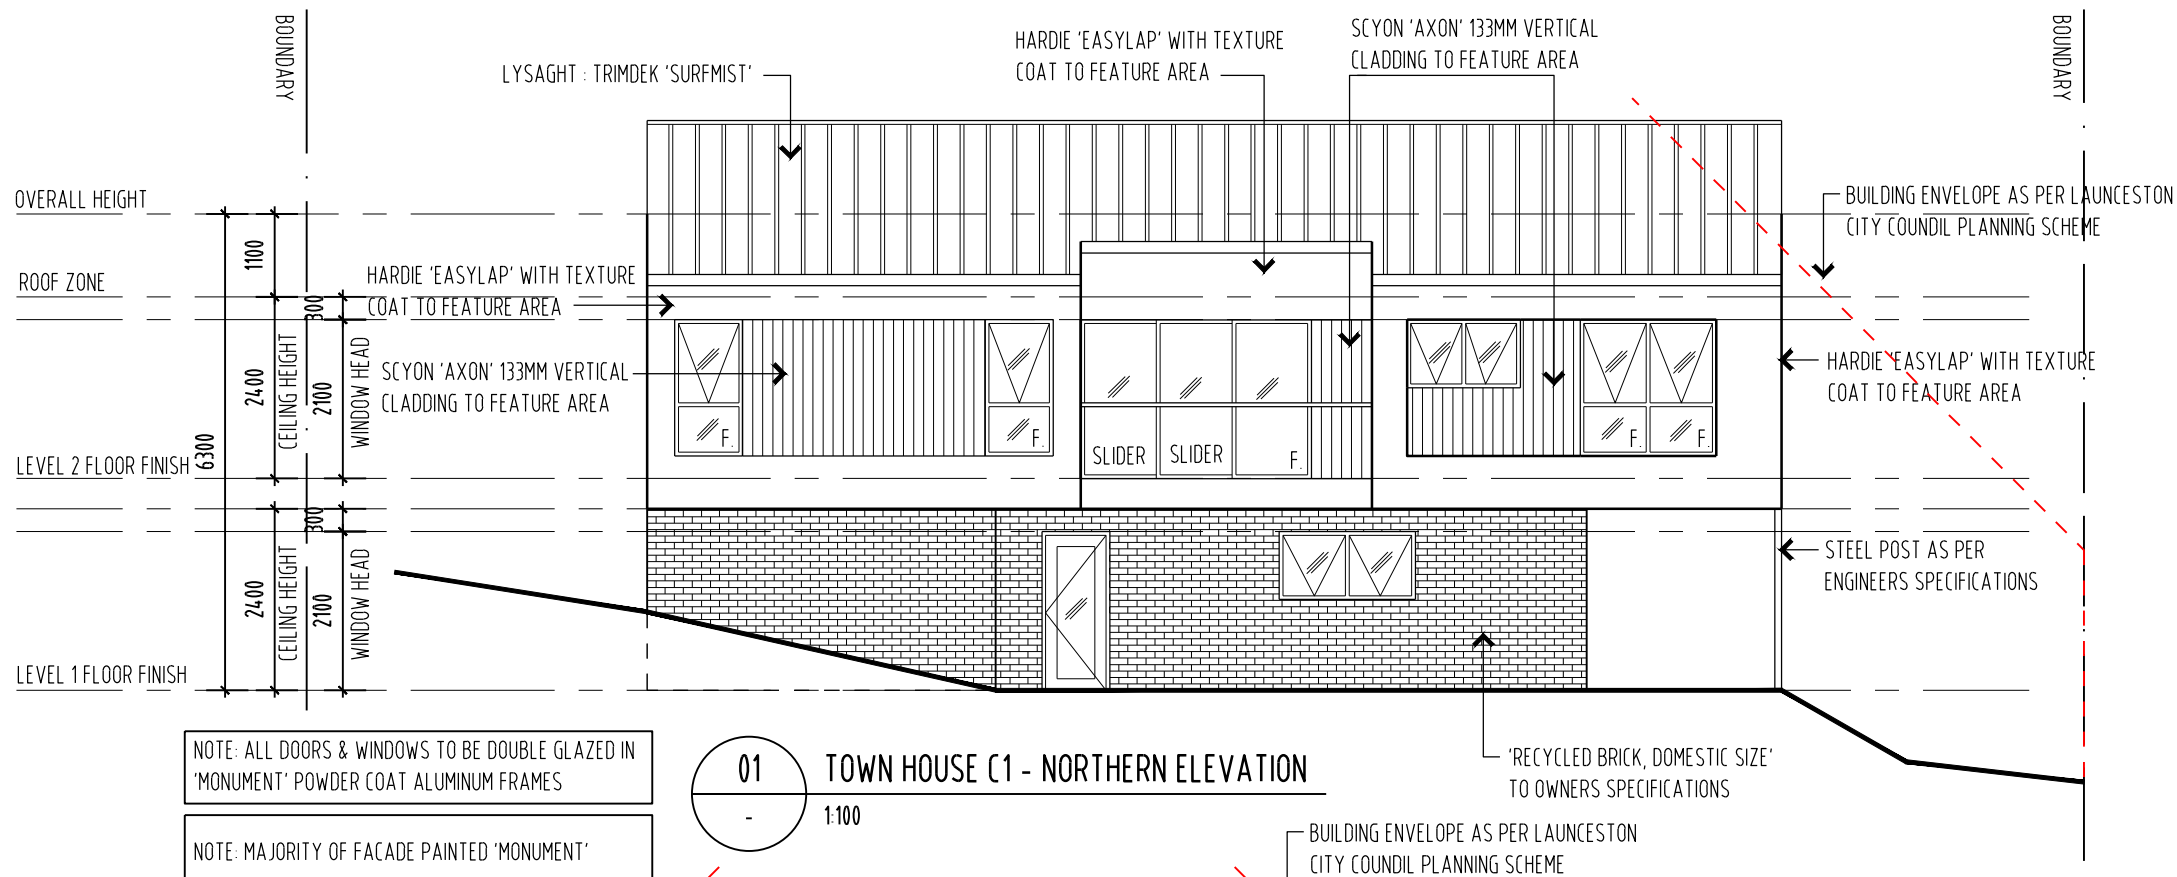 BOUNDARY
BOUNDARY
LYSAGHT : TRIMDEK 'SURFMIST'
HARDIE 'EASYLAP' WITH TEXTURE
COAT TO FEATURE AREA
SCYON 'AXON' 133MM VERTICAL
CLADDING TO FEATURE AREA
OVERALL HEIGHT
BUILDING ENVELOPE AS PER LAUNCESTON
CITY COUNDIL PLANNING SCHEME
1100
ROOF ZONE
HARDIE 'EASYLAP' WITH TEXTURE
COAT TO FEATURE AREA
300
SCYON 'AXON' 133MM VERTICAL
CLADDING TO FEATURE AREA
HARDIE 'EASYLAP' WITH TEXTURE
COAT TO FEATURE AREA
2400
CEILING HEIGHT
2100
WINDOW HEAD
6300
F.
F.
SLIDER
SLIDER
F.
F.
F.
LEVEL 2 FLOOR FINISH
300
2400
CEILING HEIGHT
2100
WINDOW HEAD
STEEL POST AS PER
ENGINEERS SPECIFICATIONS
LEVEL 1 FLOOR FINISH
NOTE: ALL DOORS & WINDOWS TO BE DOUBLE GLAZED IN
'MONUMENT' POWDER COAT ALUMINUM FRAMES
01
-
TOWN HOUSE C1 - NORTHERN ELEVATION
1:100
'RECYCLED BRICK, DOMESTIC SIZE'
TO OWNERS SPECIFICATIONS
NOTE: MAJORITY OF FACADE PAINTED 'MONUMENT'
BUILDING ENVELOPE AS PER LAUNCESTON
CITY COUNDIL PLANNING SCHEME